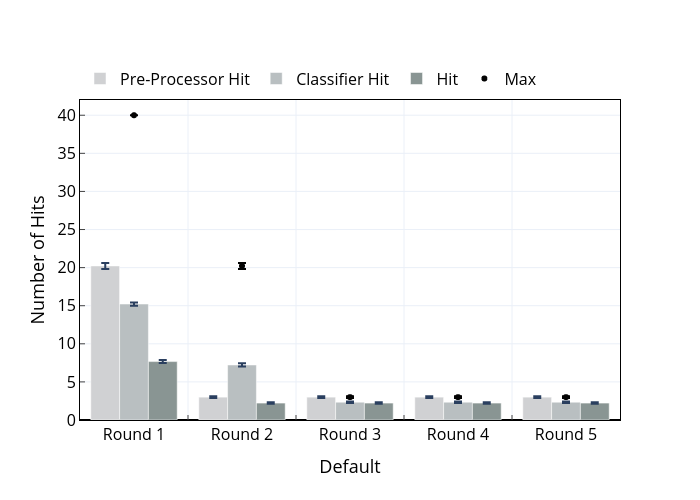 Pre-Processor Hit Classifier Hit Hit Max
40
35
30
25
20
15
10
5
0
Number of Hits
Round 1 Round 2 Round 3 Round 4 Round 5
Default